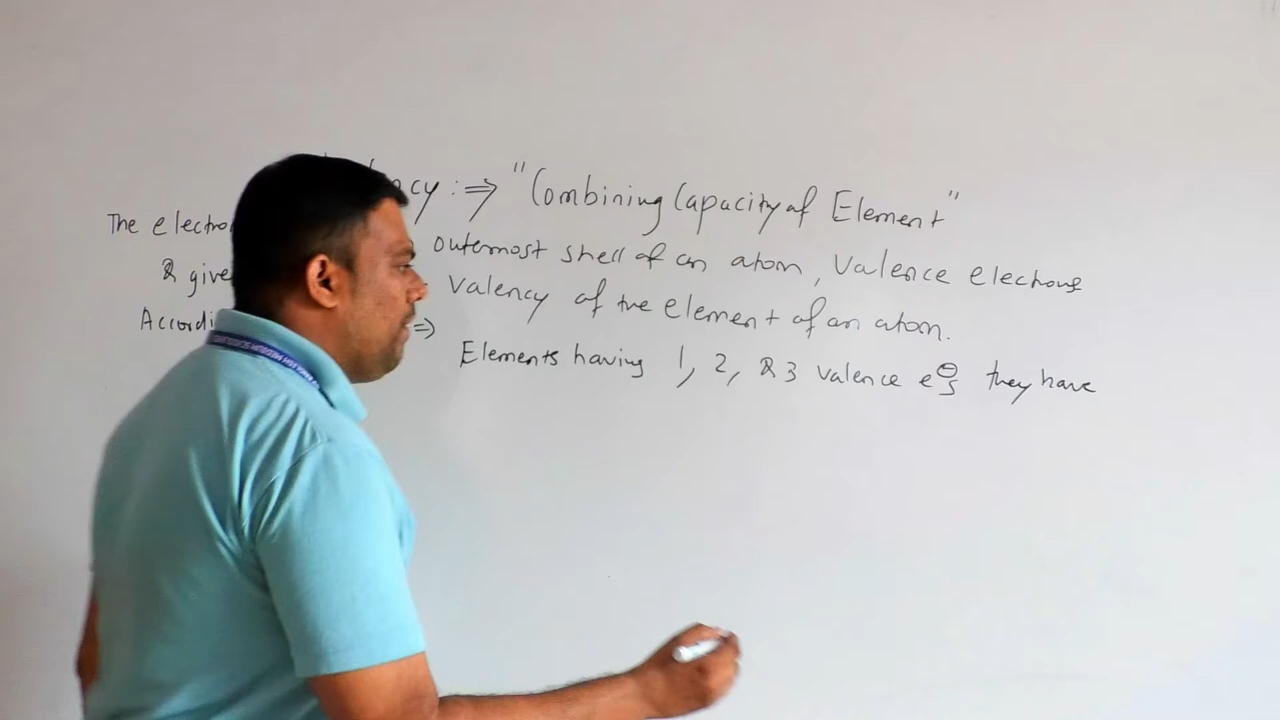 ncy :⇒ "Combining Capacity of Element"
The electro outermost shell of an atom, Valence electrons
& give valency of the element of an atom.
Accordi ⇒
Elements having 1, 2, & 3 valence e⊖s they have